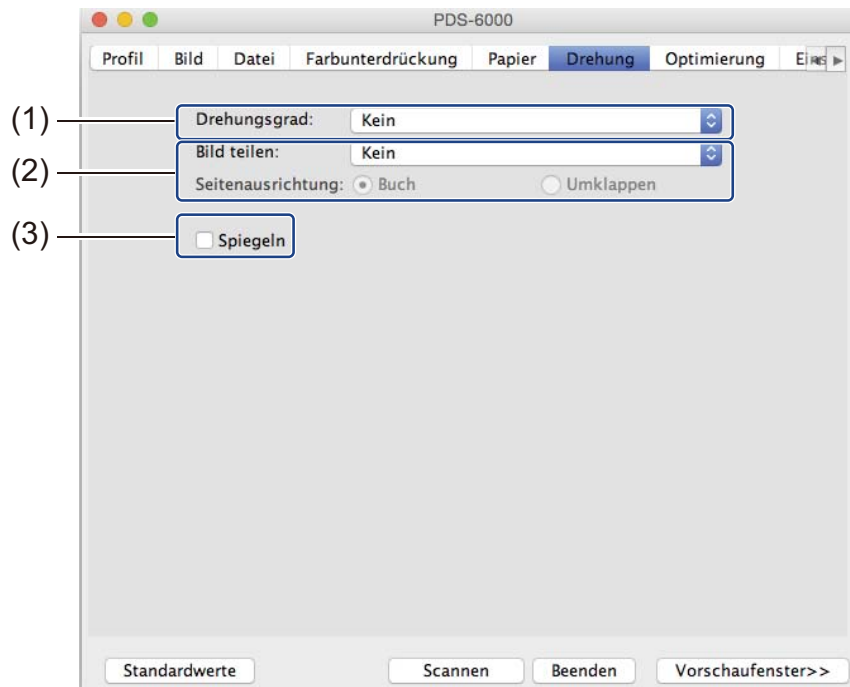 PDS-6000
Profil Bild Datei Farbunterdrückung Papier Drehung Optimierung
(1) Drehungsgrad: Kein
(2) Bild teilen: Kein
Seitenausrichtung: Buch Umklappen
(3) Spiegeln
Standardwerte Scannen Beenden Vorschaufenster>>